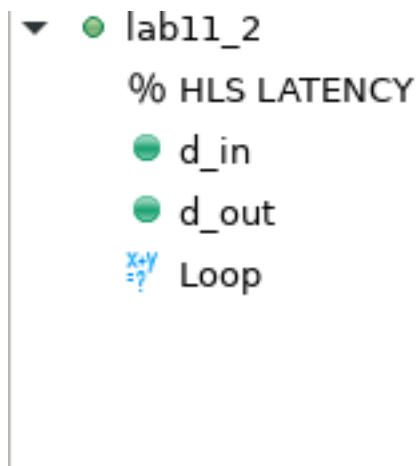 lab11_2
% HLS LATENCY
d_in
d_out
x+y=? Loop